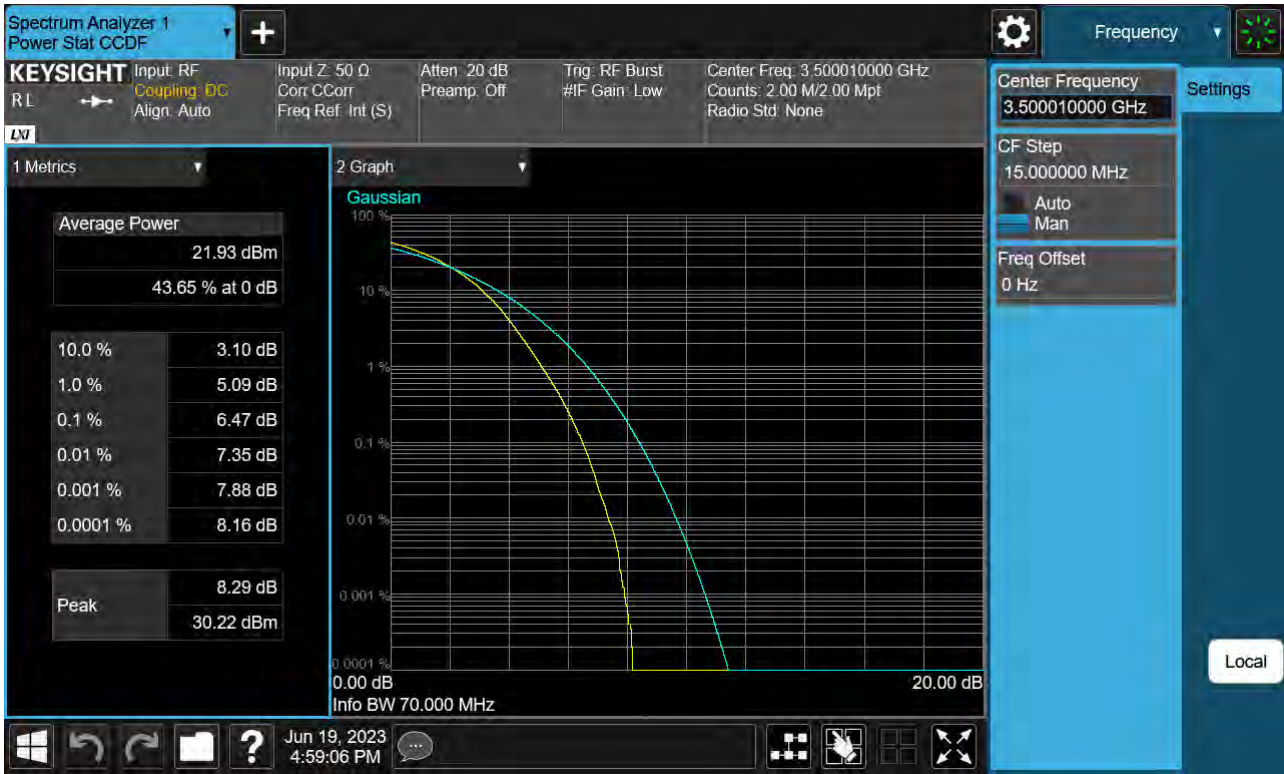 Spectrum Analyzer 1
Power Stat CCDF
+
Frequency
KEYSIGHT
RL
LXI
Input: RF
Coupling: DC
Align: Auto
Input Z: 50 Ω
Corr CCorr
Freq Ref: Int (S)
Atten: 20 dB
Preamp: Off
Trig: RF Burst
#IF Gain: Low
Center Freq: 3.500010000 GHz
Counts: 2.00 M/2.00 Mpt
Radio Std: None
Center Frequency
3.500010000 GHz
Settings
CF Step
15.000000 MHz
Auto
Man
Freq Offset
0 Hz
Local
1 Metrics
Average Power
21.93 dBm
43.65 % at 0 dB
10.0 % 3.10 dB
1.0 % 5.09 dB
0.1 % 6.47 dB
0.01 % 7.35 dB
0.001 % 7.88 dB
0.0001 % 8.16 dB
Peak
8.29 dB
30.22 dBm
2 Graph
Gaussian
100 %
10 %
1 %
0.1 %
0.01 %
0.001 %
0.0001 %
0.00 dB 20.00 dB
Info BW 70.000 MHz
?
Jun 19, 2023
4:59:06 PM